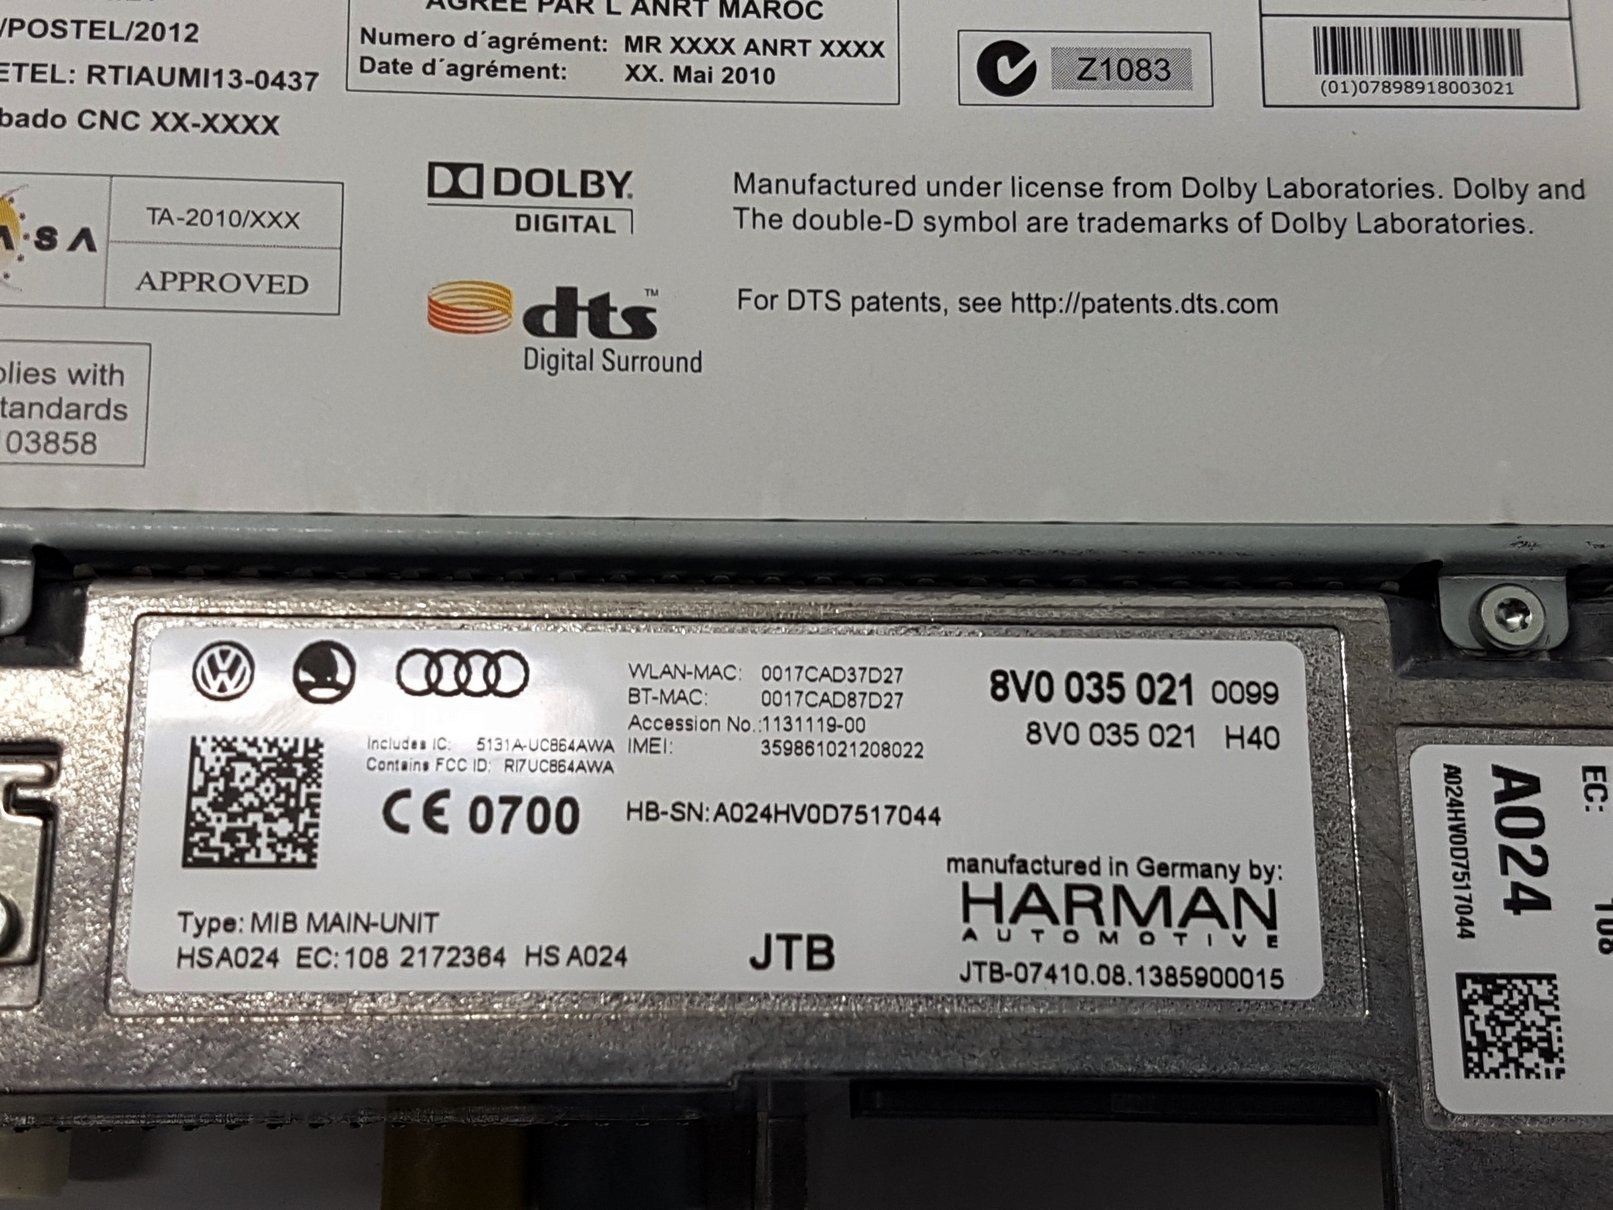 AGRÉÉ PAR L'ANRT MAROC
/POSTEL/2012
Numero d´agrément: MR XXXX ANRT XXXX
Date d´agrément: XX. Mai 2010
ETEL: RTIAUMI13-0437
bado CNC XX-XXXX
Z1083
(01)07898918003021
SA
TA-2010/XXX
APPROVED
DOLBY
DIGITAL
Manufactured under license from Dolby Laboratories. Dolby and
The double-D symbol are trademarks of Dolby Laboratories.
dts™
Digital Surround
For DTS patents, see http://patents.dts.com
plies with
tandards
03858
WLAN-MAC: 0017CAD37D27
BT-MAC: 0017CAD87D27
Accession No.:1131119-00
IMEI: 359861021208022
8V0 035 021 0099
8V0 035 021 H40
Includes IC: 5131A-UC864AWA
Contains FCC ID: RI7UC864AWA
CE 0700
HB-SN:A024HV0D7517044
manufactured in Germany by:
HARMAN
AUTOMOTIVE
Type: MIB MAIN-UNIT
HSA024 EC:108 2172364 HS A024
JTB
JTB-07410.08.1385900015
EC:
108
A024
A024HV0D7517044